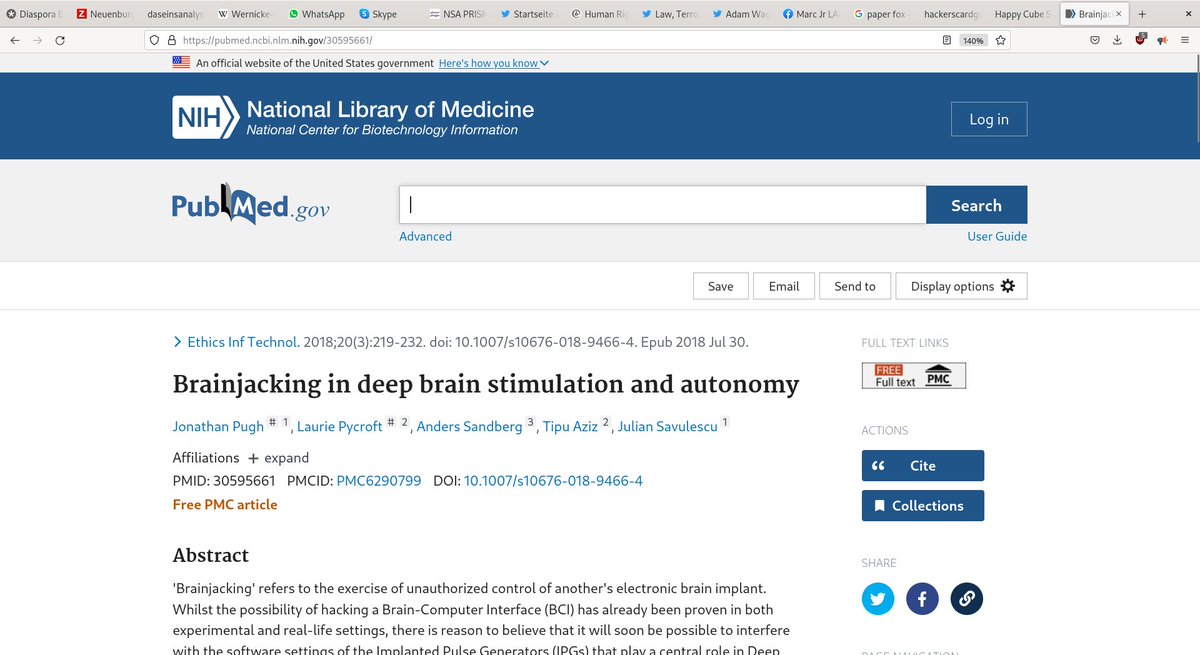 Diaspora E
Neuenbur
daseinsanalys
Wernicke-
WhatsApp
Skype
NSA PRISM
Startseite
Human Ri
Law, Terro
Adam Wag
Marc Jr LA
paper fox -
hackerscardga
Happy Cube S
Brainjac
https://pubmed.ncbi.nlm.nih.gov/30595661/
140%
An official website of the United States government Here's how you know
NIH National Library of Medicine
National Center for Biotechnology Information
Log in
PubMed.gov
Search
Advanced
User Guide
Save
Email
Send to
Display options
Ethics Inf Technol. 2018;20(3):219-232. doi: 10.1007/s10676-018-9466-4. Epub 2018 Jul 30.
Brainjacking in deep brain stimulation and autonomy
Jonathan Pugh # 1, Laurie Pycroft # 2, Anders Sandberg 3, Tipu Aziz 2, Julian Savulescu 1
Affiliations + expand
PMID: 30595661 PMCID: PMC6290799 DOI: 10.1007/s10676-018-9466-4
Free PMC article
Abstract
'Brainjacking' refers to the exercise of unauthorized control of another's electronic brain implant.
Whilst the possibility of hacking a Brain-Computer Interface (BCI) has already been proven in both
experimental and real-life settings, there is reason to believe that it will soon be possible to interfere
with the software settings of the Implanted Pulse Generators (IPGs) that play a central role in Deep
FULL TEXT LINKS
FREE
Full text PMC
ACTIONS
Cite
Collections
SHARE
PAGE NAVIGATION